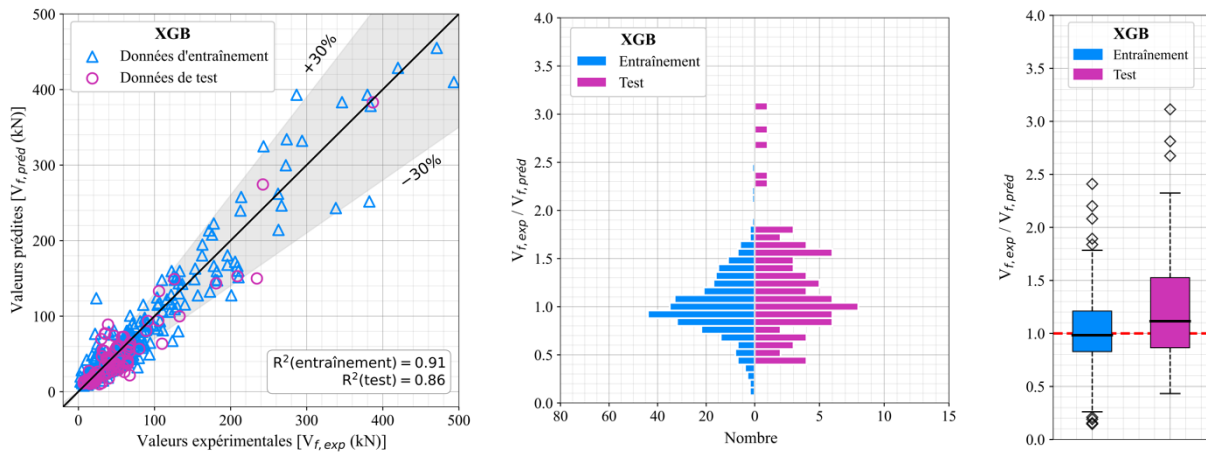 XGB
Données d'entraînement
Données de test
+30%
−30%
R²(entraînement) = 0.91
R²(test) = 0.86
500
400
300
200
100
0
0 100 200 300 400 500
Valeurs prédites [V_f,préd (kN)]
Valeurs expérimentales [V_f,exp (kN)]
XGB
Entraînement
Test
4.0
3.5
3.0
2.5
2.0
1.5
1.0
0.5
0.0
80 60 40 20 0 5 10 15
V_f,exp / V_f,préd
Nombre
XGB
Entraînement
Test
4.0
3.5
3.0
2.5
2.0
1.5
1.0
0.5
0.0
V_f,exp / V_f,préd